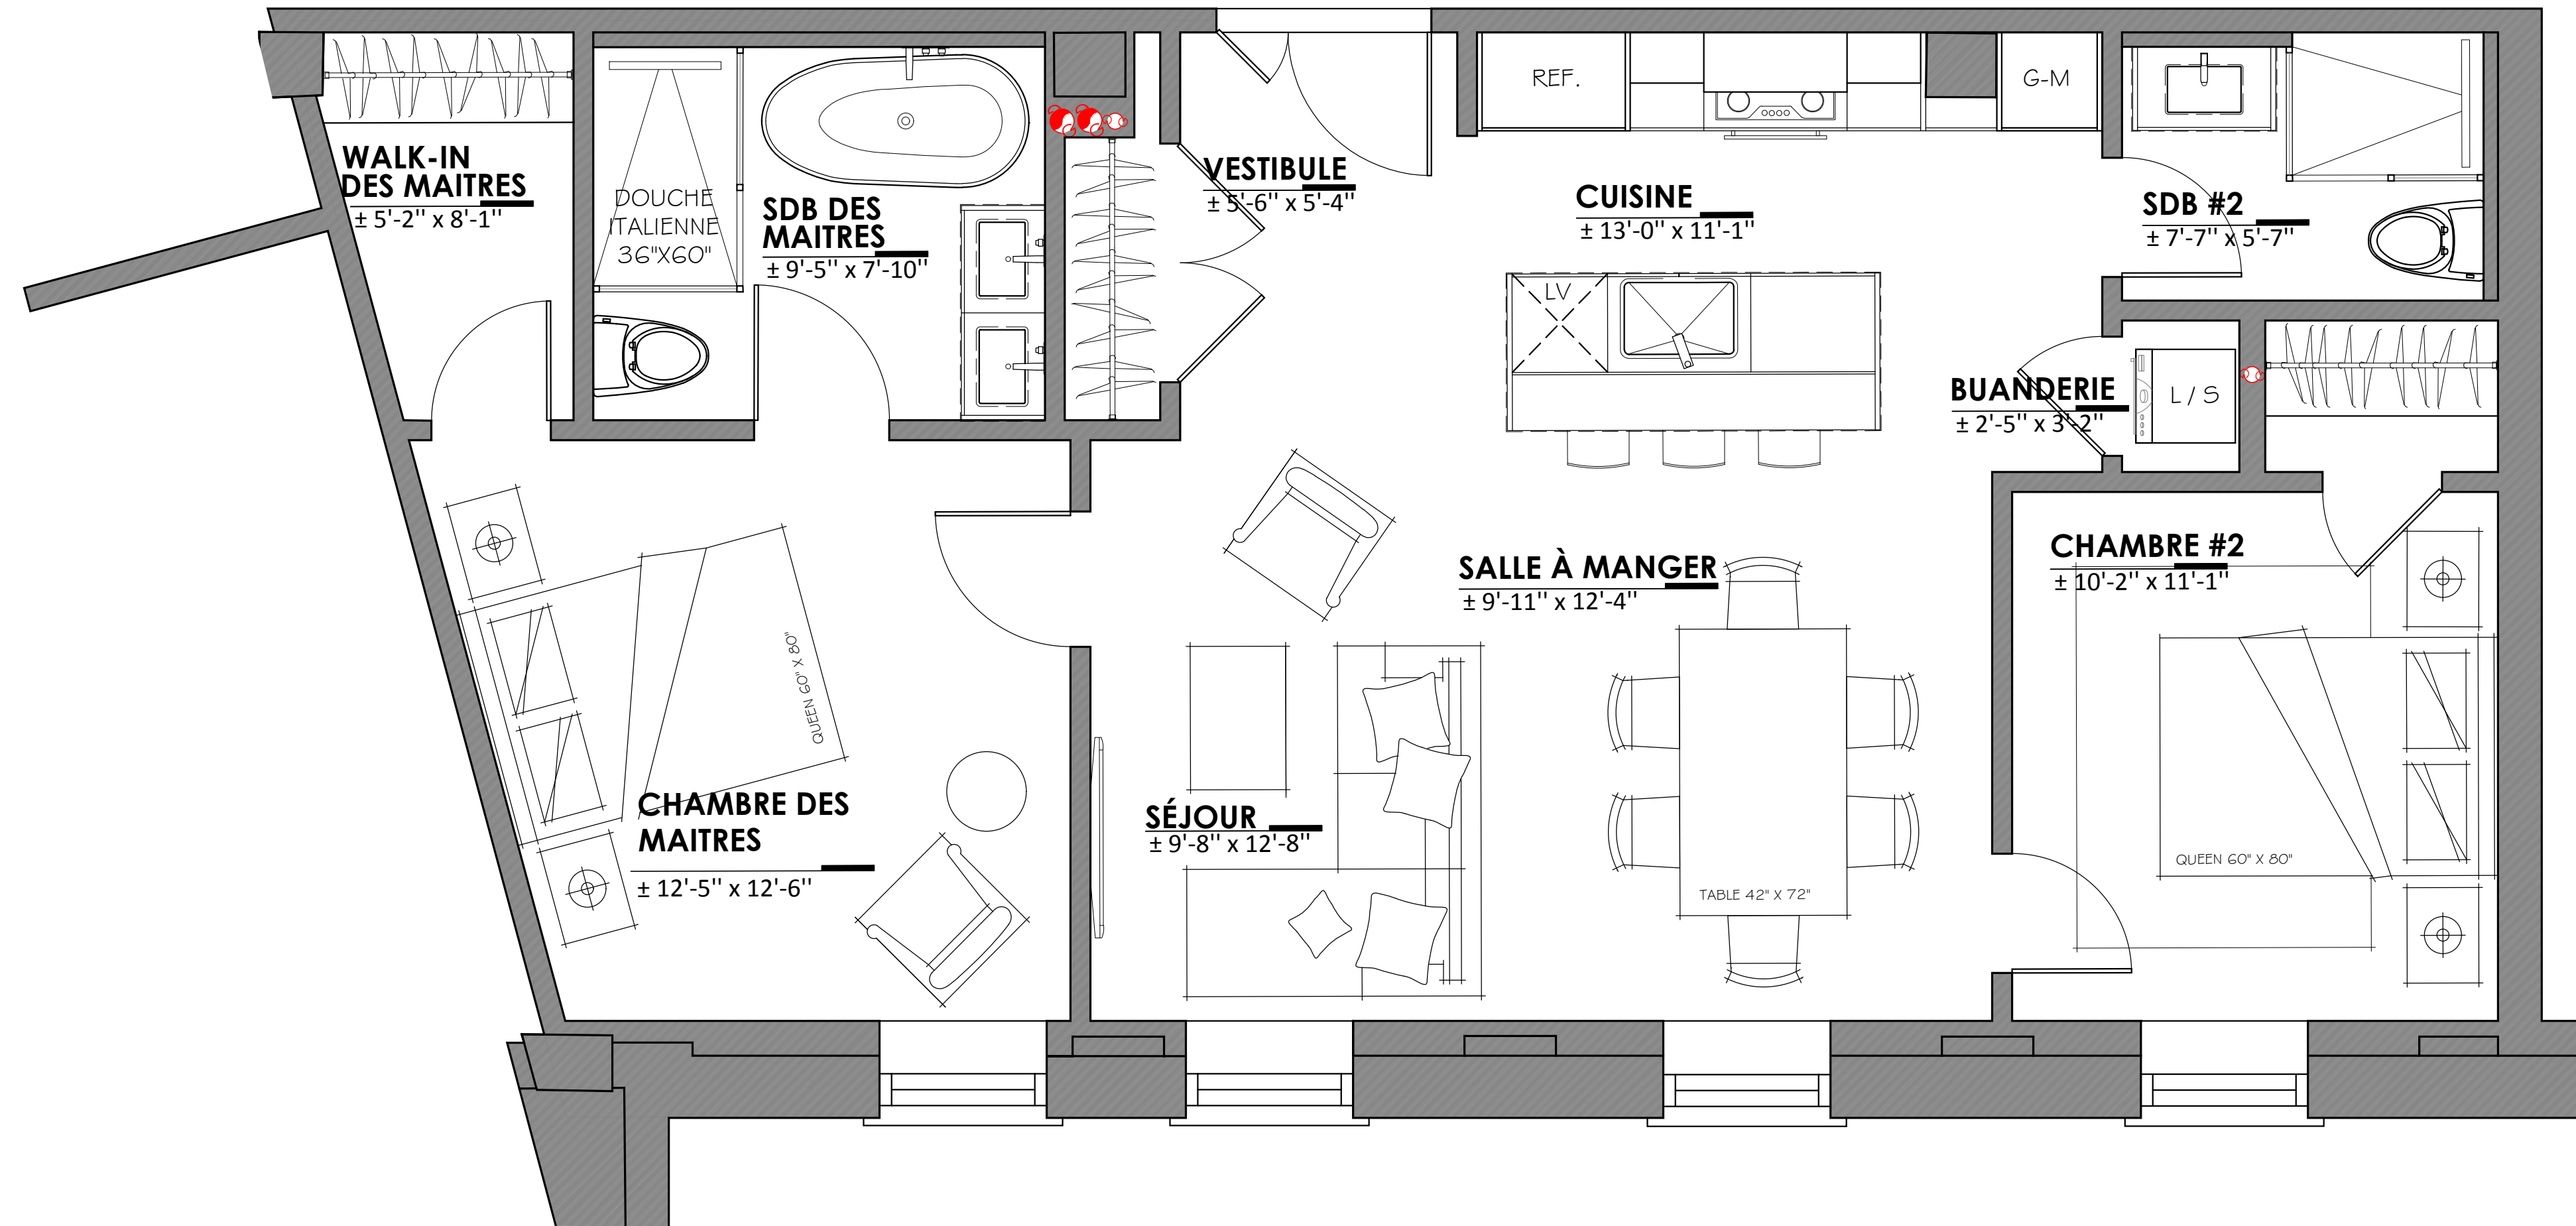 WALK-IN
DES MAITRES
± 5'-2'' x 8'-1''
DOUCHE
ITALIENNE
36"X60"
SDB DES
MAITRES
± 9'-5'' x 7'-10''
VESTIBULE
± 5'-6'' x 5'-4''
REF.
G-M
CUISINE
± 13'-0'' x 11'-1''
LV
SDB #2
± 7'-7'' x 5'-7''
BUANDERIE
± 2'-5'' x 3'-2''
L / S
CHAMBRE #2
± 10'-2'' x 11'-1''
QUEEN 60" X 80"
SALLE À MANGER
± 9'-11'' x 12'-4''
TABLE 42" X 72"
SÉJOUR
± 9'-8'' x 12'-8''
QUEEN 60" X 80"
CHAMBRE DES
MAITRES
± 12'-5'' x 12'-6''